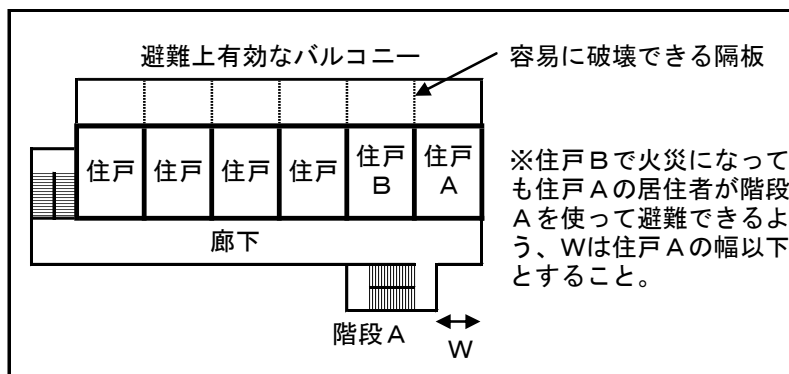 避難上有効なバルコニー
容易に破壊できる隔板
住戸
住戸
住戸
住戸
住戸
B
住戸
A
※住戸Bで火災になって
も住戸Aの居住者が階段
Aを使って避難できるよ
う、Wは住戸Aの幅以下
とすること。
廊下
階段A
W